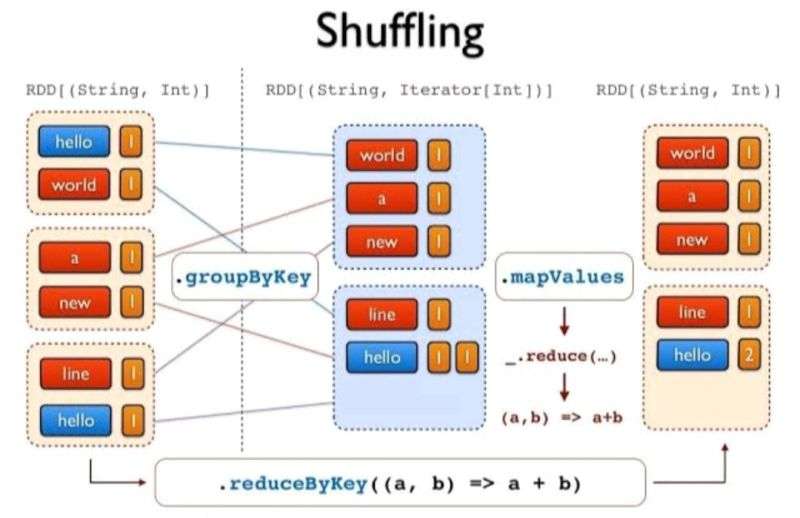 Shuffling
RDD[(String, Int)]
RDD[(String, Iterator[Int])]
RDD[(String, Int)]
hello 1
world 1
a 1
new 1
line 1
hello 1
.groupByKey
world 1
a 1
new 1
line 1
hello 1 1
.mapValues
_.reduce(…)
(a,b) => a+b
world 1
a 1
new 1
line 1
hello 2
.reduceByKey((a, b) => a + b)